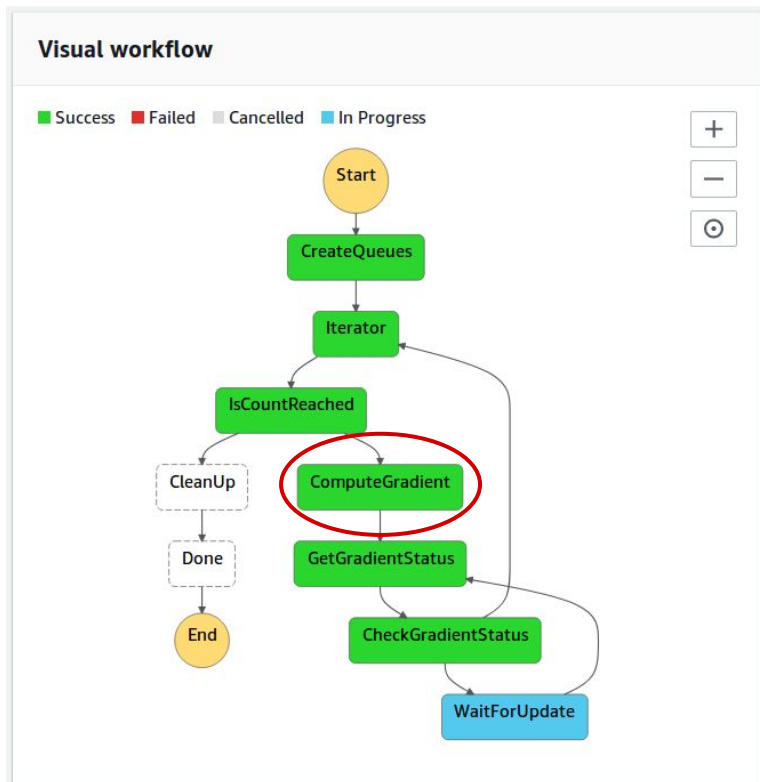 Visual workflow
Success Failed Cancelled In Progress
Start
CreateQueues
Iterator
IsCountReached
CleanUp ComputeGradient
Done GetGradientStatus
End CheckGradientStatus
WaitForUpdate